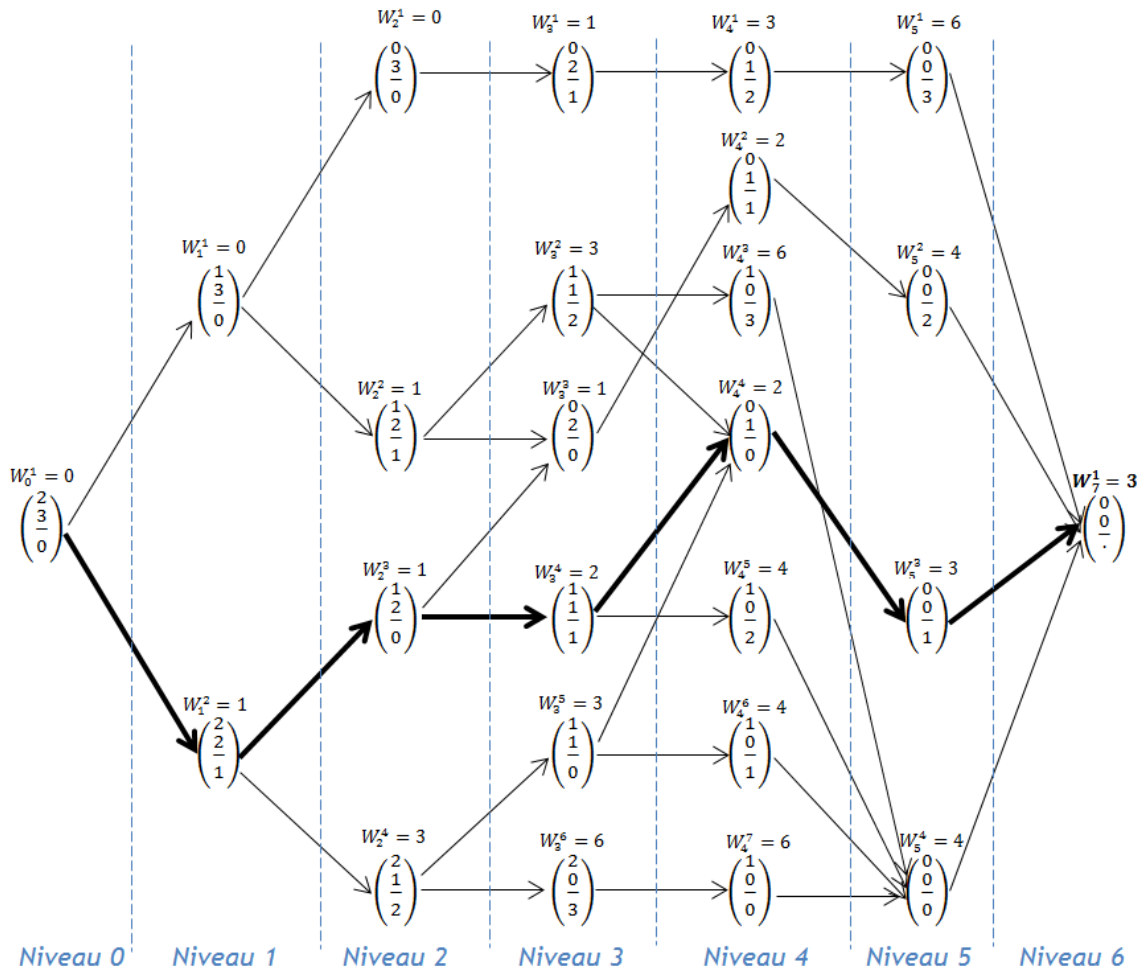 W₀¹ = 0
2
3
0
Niveau 0
W₁¹ = 0
1
3
0
W₁² = 1
2
2
1
Niveau 1
W₂¹ = 0
0
3
0
W₂² = 1
1
2
1
W₂³ = 1
1
2
0
W₂⁴ = 3
2
1
2
Niveau 2
W₃¹ = 1
0
2
1
W₃² = 3
1
1
2
W₃³ = 1
0
2
0
W₃⁴ = 2
1
1
1
W₃⁵ = 3
1
1
0
W₃⁶ = 6
2
0
3
Niveau 3
W₄¹ = 3
0
1
2
W₄² = 2
0
1
1
W₄³ = 6
1
0
3
W₄⁴ = 2
0
1
0
W₄⁵ = 4
1
0
2
W₄⁶ = 4
1
0
1
W₄⁷ = 6
1
0
0
Niveau 4
W₅¹ = 6
0
0
3
W₅² = 4
0
0
2
W₅³ = 3
0
0
1
W₅⁴ = 4
0
0
0
Niveau 5
W₇¹ = 3
0
0
.
Niveau 6